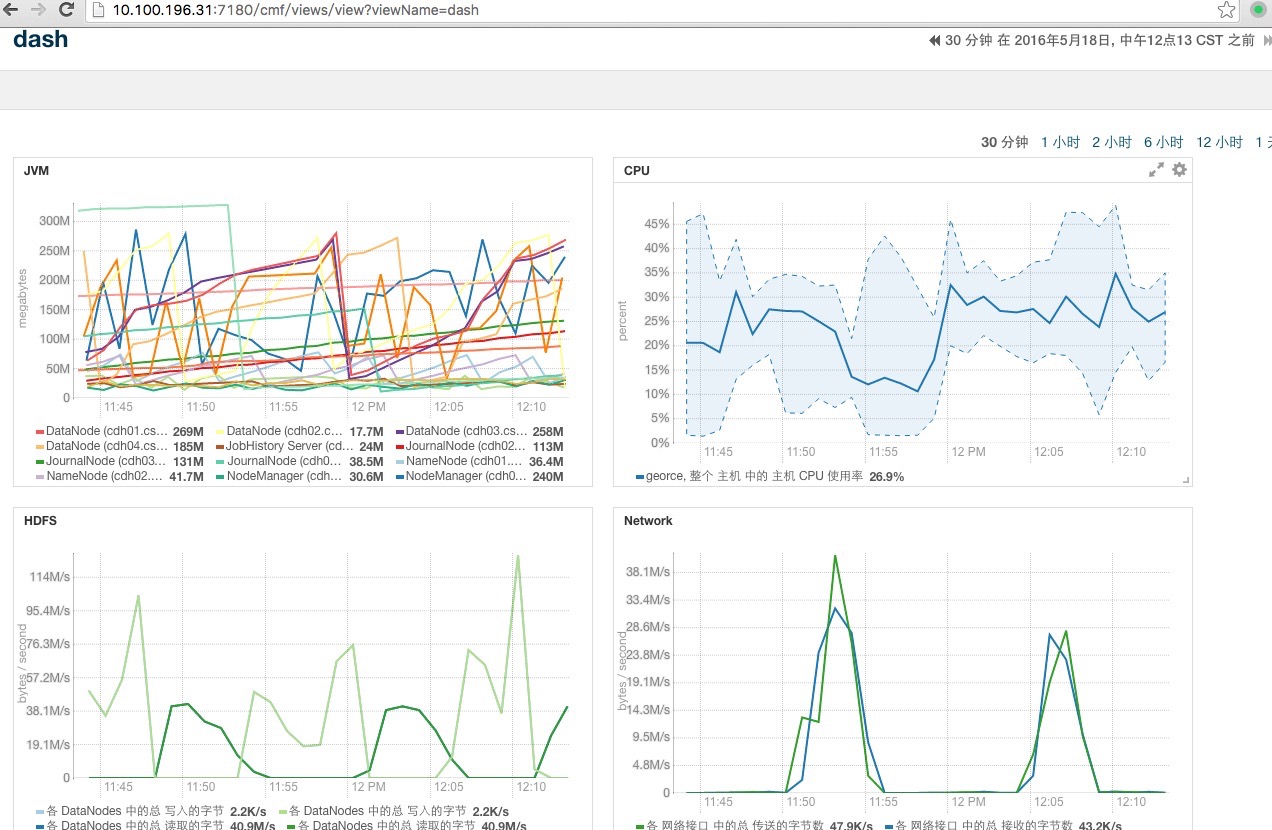 10.100.196.31:7180/cmf/views/view?viewName=dash
dash
30 分钟 在 2016年5月18日, 中午12点13 CST 之前
30 分钟 1 小时 2 小时 6 小时 12 小时 1
JVM
300M
250M
200M
150M
100M
50M
0
megabytes
11:45 11:50 11:55 12 PM 12:05 12:10
DataNode (cdh01.cs... 269M DataNode (cdh02.c... 17.7M DataNode (cdh03.cs... 258M
DataNode (cdh04.cs... 185M JobHistory Server (cd... 24M JournalNode (cdh02... 113M
JournalNode (cdh03... 131M JournalNode (cdh0... 38.5M NameNode (cdh01.... 36.4M
NameNode (cdh02.... 41.7M NodeManager (cdh... 30.6M NodeManager (cdh0... 240M
CPU
45%
40%
35%
30%
25%
20%
15%
10%
5%
0%
percent
11:45 11:50 11:55 12 PM 12:05 12:10
georce, 整个 主机 中的 主机 CPU 使用率 26.9%
HDFS
114M/s
95.4M/s
76.3M/s
57.2M/s
38.1M/s
19.1M/s
0
bytes / second
11:45 11:50 11:55 12 PM 12:05 12:10
各 DataNodes 中的总 写入的字节 2.2K/s 各 DataNodes 中的总 写入的字节 2.2K/s
各 DataNodes 中的总 读取的字节 40.9M/s 各 DataNodes 中的总 读取的字节 40.9M/s
Network
38.1M/s
33.4M/s
28.6M/s
23.8M/s
19.1M/s
14.3M/s
9.5M/s
4.8M/s
0
bytes / second
11:45 11:50 11:55 12 PM 12:05 12:10
各 网络接口 中的总 传送的字节数 47.9K/s 各 网络接口 中的总 接收的字节数 43.2K/s